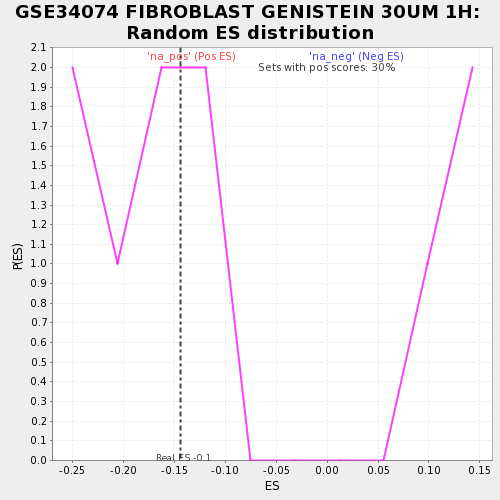 GSE34074 FIBROBLAST GENISTEIN 30UM 1H:
Random ES distribution
'na_pos' (Pos ES) 'na_neg' (Neg ES)
Sets with pos scores: 30%
2.1
2.0
1.9
1.8
1.7
1.6
1.5
1.4
1.3
1.2
1.1
1.0
0.9
0.8
0.7
0.6
0.5
0.4
0.3
0.2
0.1
0.0
P(ES)
Real ES -0.1
-0.25 -0.20 -0.15 -0.10 -0.05 0.00 0.05 0.10 0.15
ES